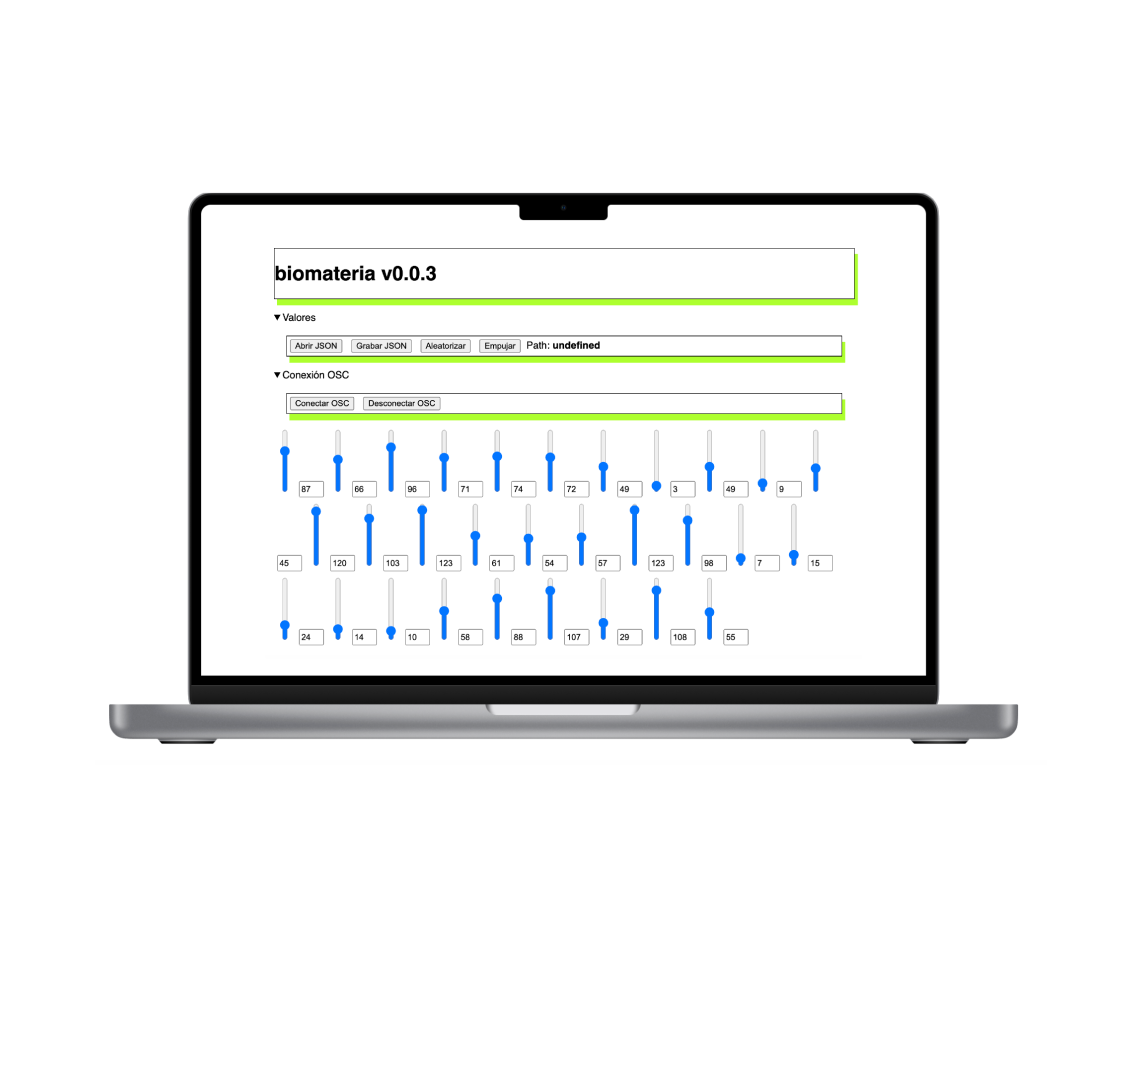 biomateria v0.0.3
▼ Valores
Abrir JSON Grabar JSON Aleatorizar Empujar Path: undefined
▼ Conexión OSC
Conectar OSC Desconectar OSC
87 66 96 71 74 72 49 3 49 9
45 120 103 123 61 54 57 123 98 7 15
24 14 10 58 88 107 29 108 55